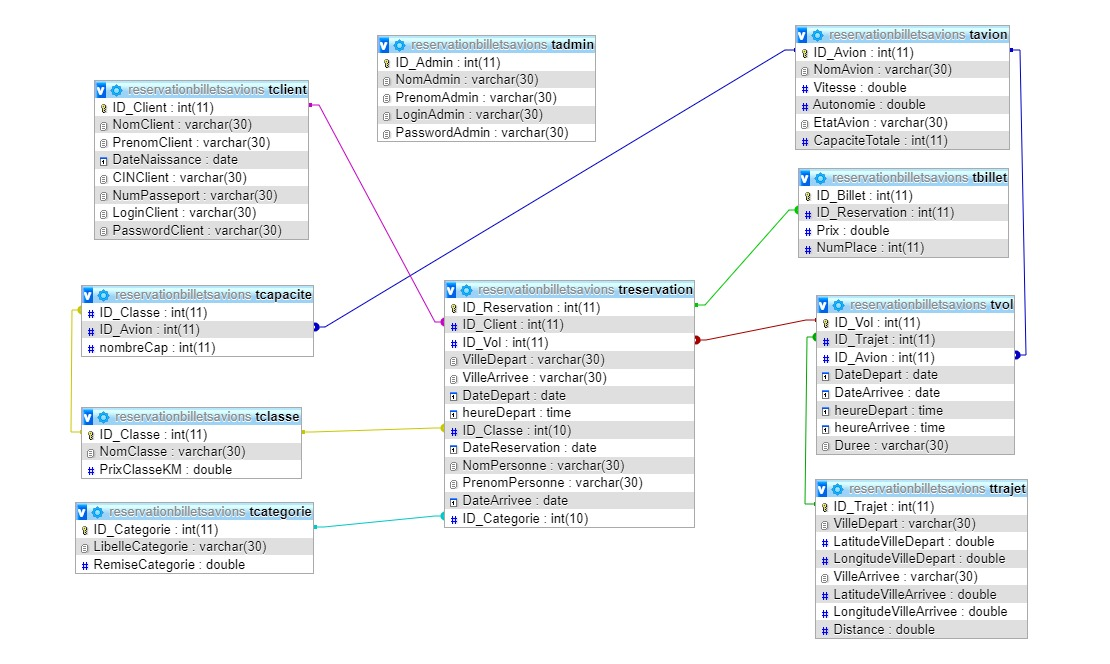 reservationbilletsavions tadmin
ID_Admin : int(11)
NomAdmin : varchar(30)
PrenomAdmin : varchar(30)
LoginAdmin : varchar(30)
PasswordAdmin : varchar(30)
reservationbilletsavions tavion
ID_Avion : int(11)
NomAvion : varchar(30)
Vitesse : double
Autonomie : double
EtatAvion : varchar(30)
CapaciteTotale : int(11)
reservationbilletsavions tclient
ID_Client : int(11)
NomClient : varchar(30)
PrenomClient : varchar(30)
DateNaissance : date
CINClient : varchar(30)
NumPasseport : varchar(30)
LoginClient : varchar(30)
PasswordClient : varchar(30)
reservationbilletsavions tbillet
ID_Billet : int(11)
ID_Reservation : int(11)
Prix : double
NumPlace : int(11)
reservationbilletsavions tcapacite
ID_Classe : int(11)
ID_Avion : int(11)
nombreCap : int(11)
reservationbilletsavions treservation
ID_Reservation : int(11)
ID_Client : int(11)
ID_Vol : int(11)
VilleDepart : varchar(30)
VilleArrivee : varchar(30)
DateDepart : date
heureDepart : time
ID_Classe : int(10)
DateReservation : date
NomPersonne : varchar(30)
PrenomPersonne : varchar(30)
DateArrivee : date
ID_Categorie : int(10)
reservationbilletsavions tvol
ID_Vol : int(11)
ID_Trajet : int(11)
ID_Avion : int(11)
DateDepart : date
DateArrivee : date
heureDepart : time
heureArrivee : time
Duree : varchar(30)
reservationbilletsavions tclasse
ID_Classe : int(11)
NomClasse : varchar(30)
PrixClasseKM : double
reservationbilletsavions tcategorie
ID_Categorie : int(11)
LibelleCategorie : varchar(30)
RemiseCategorie : double
reservationbilletsavions ttrajet
ID_Trajet : int(11)
VilleDepart : varchar(30)
LatitudeVilleDepart : double
LongitudeVilleDepart : double
VilleArrivee : varchar(30)
LatitudeVilleArrivee : double
LongitudeVilleArrivee : double
Distance : double